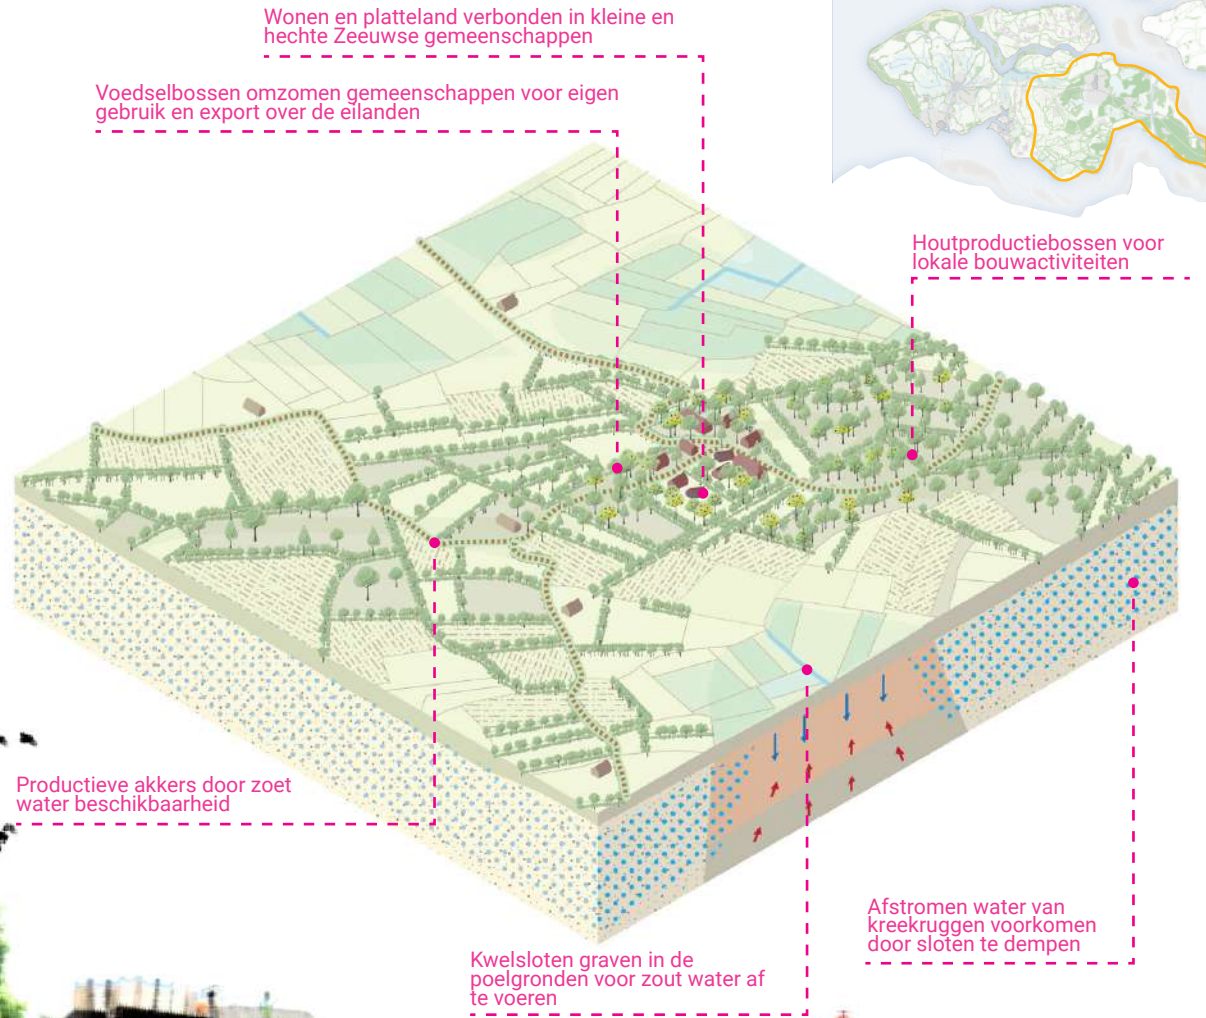 Wonen en platteland verbonden in kleine en
hechte Zeeuwse gemeenschappen
Voedselbossen omzomen gemeenschappen voor eigen
gebruik en export over de eilanden
Houtproductiebossen voor
lokale bouwactiviteiten
Productieve akkers door zoet
water beschikbaarheid
Afstromen water van
kreekruggen voorkomen
door sloten te dempen
Kwelsloten graven in de
poelgronden voor zout water af
te voeren